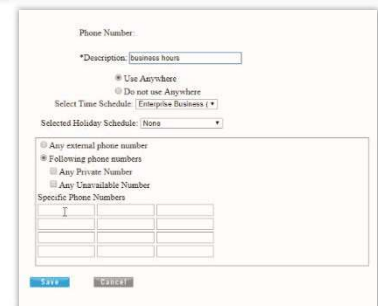 Phone Number:
*Description: business hours
Use Anywhere
Do not use Anywhere
Select Time Schedule: Enterprise Business (
Selected Holiday Schedule: None
Any external phone number
Following phone numbers
Any Private Number
Any Unavailable Number
Specific Phone Numbers
Save Cancel